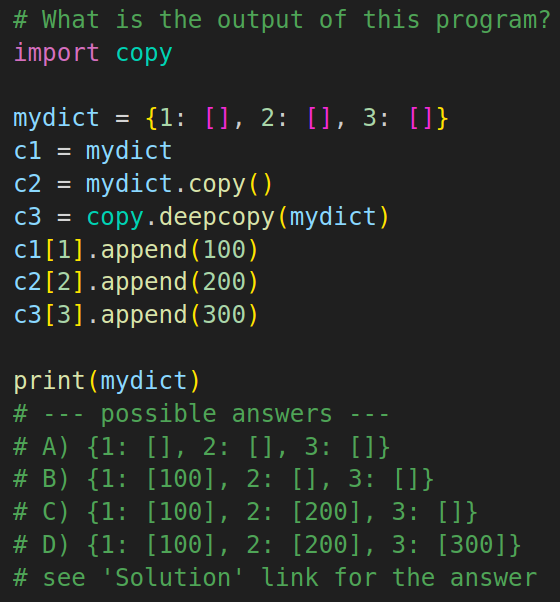 # What is the output of this program?
import copy
mydict = {1: [], 2: [], 3: []}
c1 = mydict
c2 = mydict.copy()
c3 = copy.deepcopy(mydict)
c1[1].append(100)
c2[2].append(200)
c3[3].append(300)
print(mydict)
# --- possible answers ---
# A) {1: [], 2: [], 3: []}
# B) {1: [100], 2: [], 3: []}
# C) {1: [100], 2: [200], 3: []}
# D) {1: [100], 2: [200], 3: [300]}
# see 'Solution' link for the answer